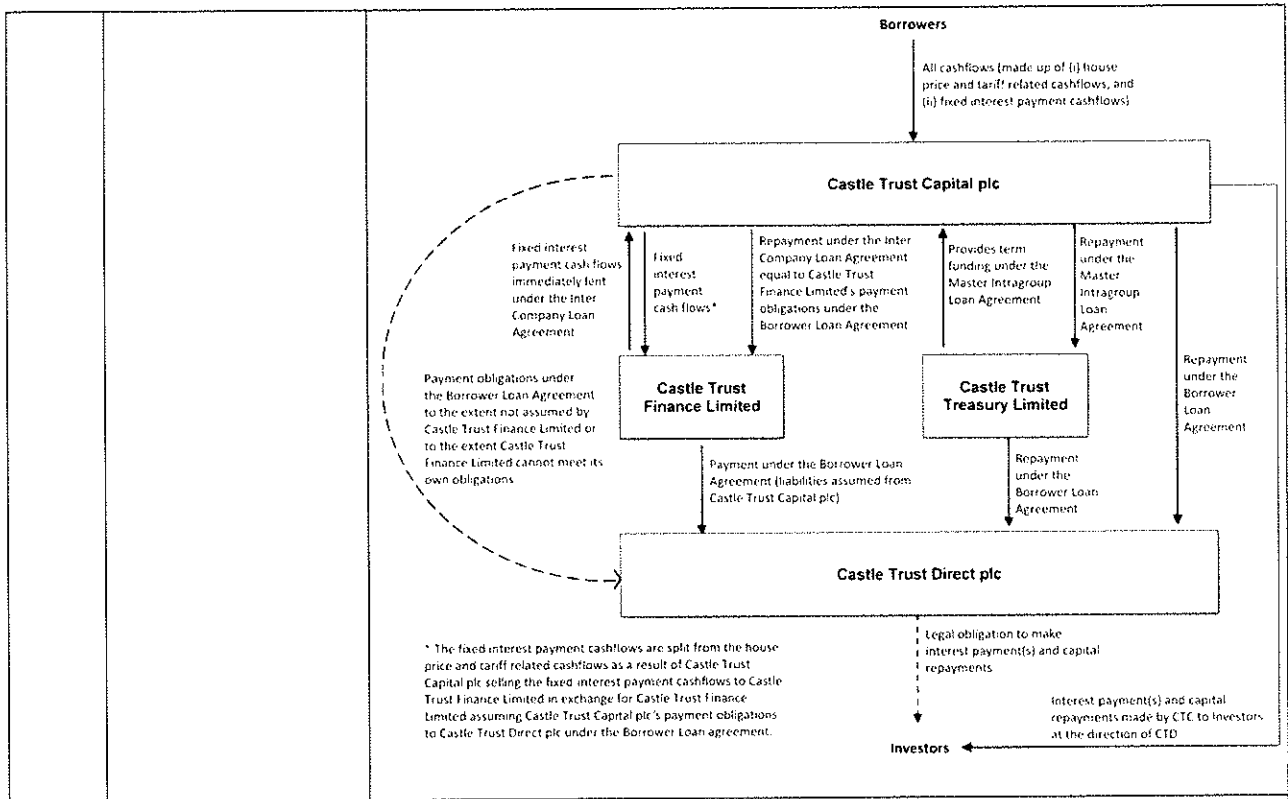 Borrowers
All cashflows (made up of (i) house
price and tariff related cashflows, and
(ii) fixed interest payment cashflows)
Castle Trust Capital plc
Fixed interest
payment cash flows
immediately lent
under the Inter
Company Loan
Agreement
Fixed
interest
payment
cash flows*
Repayment under the Inter
Company Loan Agreement
equal to Castle Trust
Finance Limited's payment
obligations under the
Borrower Loan Agreement
Provides term
funding under the
Master Intragroup
Loan Agreement
Repayment
under the
Master
Intragroup
Loan
Agreement
Repayment
under the
Borrower
Loan
Agreement
Payment obligations under
the Borrower Loan Agreement
to the extent not assumed by
Castle Trust Finance Limited or
to the extent Castle Trust
Finance Limited cannot meet its
own obligations
Castle Trust
Finance Limited
Castle Trust
Treasury Limited
Payment under the Borrower Loan
Agreement (liabilities assumed from
Castle Trust Capital plc)
Repayment
under the
Borrower Loan
Agreement
Castle Trust Direct plc
* The fixed interest payment cashflows are split from the house
price and tariff related cashflows as a result of Castle Trust
Capital plc selling the fixed interest payment cashflows to Castle
Trust Finance Limited in exchange for Castle Trust Finance
Limited assuming Castle Trust Capital plc's payment obligations
to Castle Trust Direct plc under the Borrower Loan agreement.
Legal obligation to make
interest payment(s) and capital
repayments
Interest payment(s) and capital
repayments made by CTC to Investors
at the direction of CTD
Investors